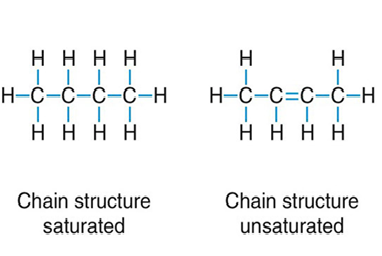 H H H H H H
H–C–C–C–C–H H–C–C=C–C–H
H H H H H H H H
Chain structure Chain structure
saturated unsaturated